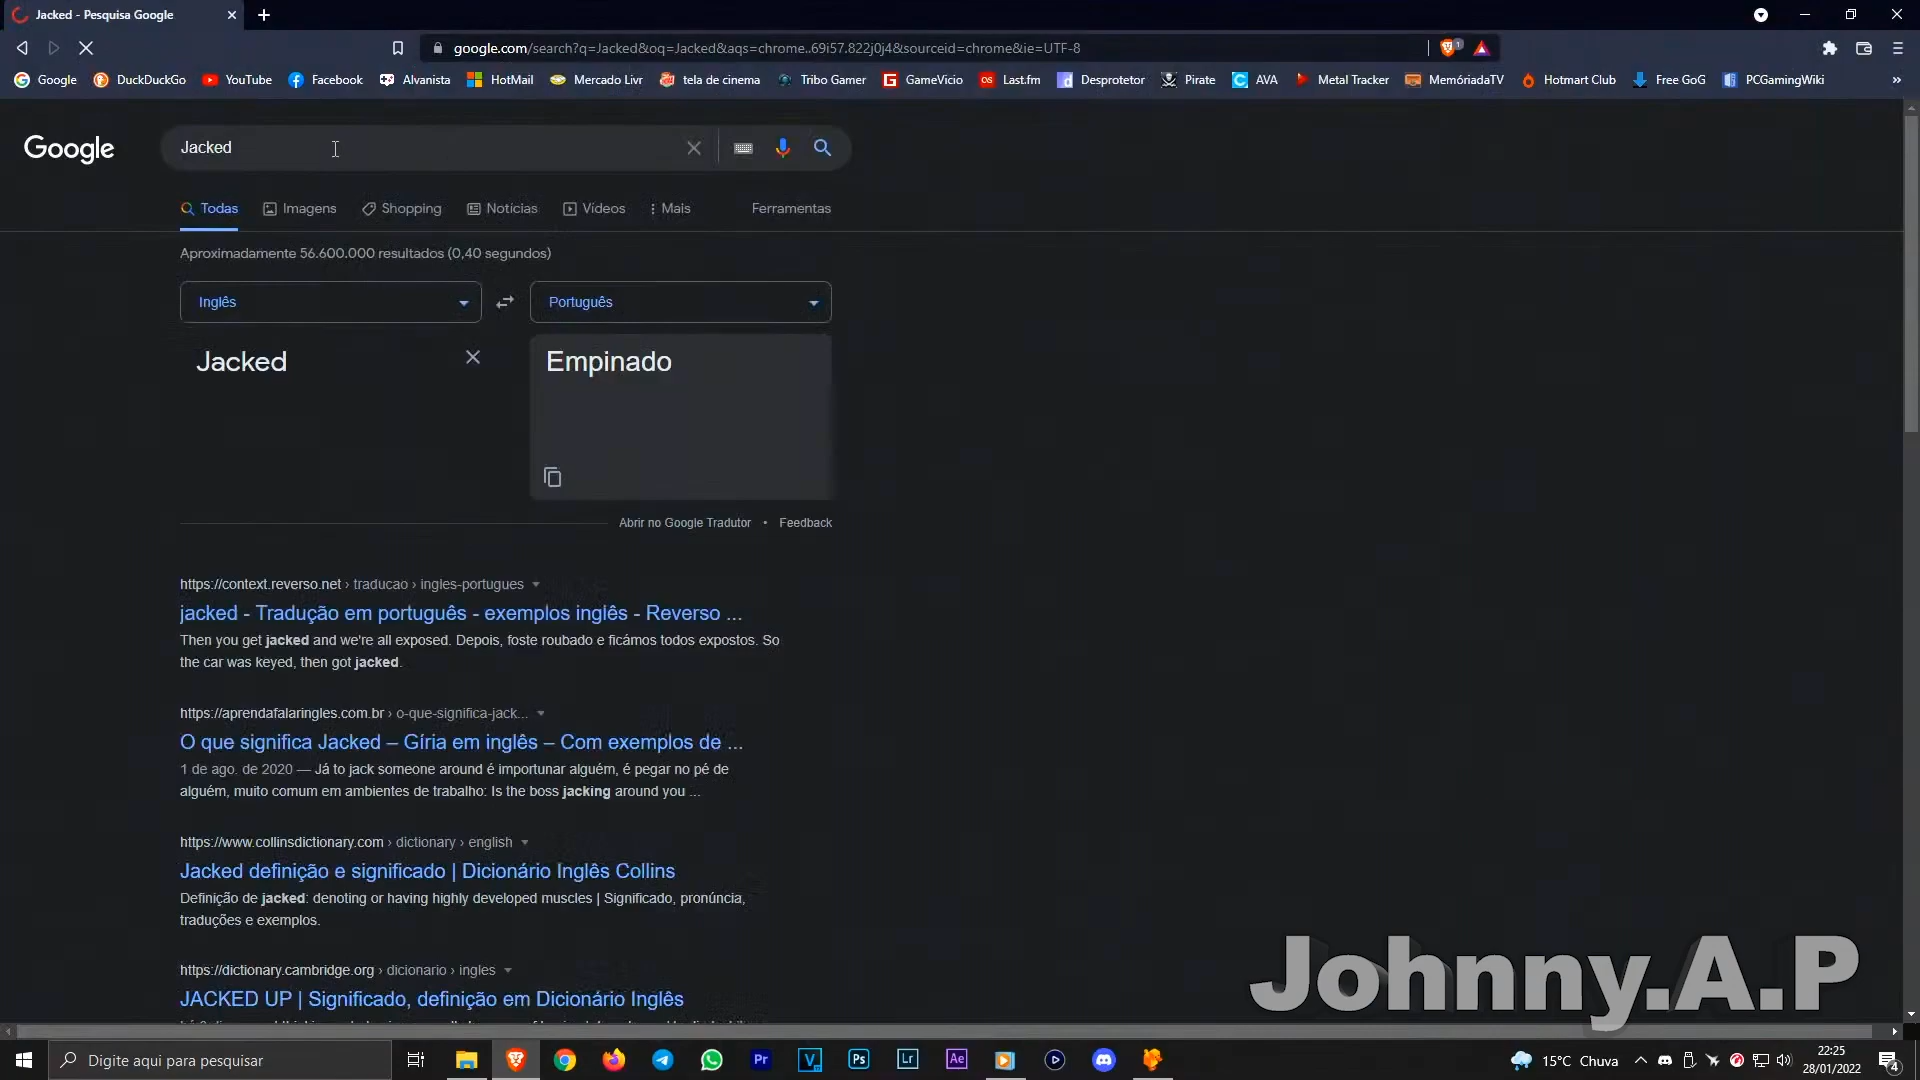 Jacked - Pesquisa Google
google.com/search?q=Jacked&oq=Jacked&aqs=chrome..69i57.822j0j4&sourceid=chrome&ie=UTF-8
Google DuckDuckGo YouTube Facebook Alvanista HotMail Mercado Livr tela de cinema Tribo Gamer GameVicio Last.fm Desprotetor Pirate AVA Metal Tracker MemóriadaTV Hotmart Club Free GoG PCGamingWiki »
Google
Jacked
Todas Imagens Shopping Notícias Vídeos Mais Ferramentas
Aproximadamente 56.600.000 resultados (0,40 segundos)
Inglês Português
Jacked Empinado
Abrir no Google Tradutor • Feedback
https://context.reverso.net › traducao › ingles-portugues
jacked - Tradução em português - exemplos inglês - Reverso ...
Then you get jacked and we're all exposed. Depois, foste roubado e ficámos todos expostos. So
the car was keyed, then got jacked.
https://aprendafalaringles.com.br › o-que-significa-jack...
O que significa Jacked – Gíria em inglês – Com exemplos de ...
1 de ago. de 2020 — Já to jack someone around é importunar alguém, é pegar no pé de
alguém, muito comum em ambientes de trabalho: Is the boss jacking around you ...
https://www.collinsdictionary.com › dictionary › english
Jacked definição e significado | Dicionário Inglês Collins
Definição de jacked: denoting or having highly developed muscles | Significado, pronúncia,
traduções e exemplos.
https://dictionary.cambridge.org › dicionario › ingles
JACKED UP | Significado, definição em Dicionário Inglês
Johnny.A.P
Digite aqui para pesquisar
Pr V Ps Lr Ae
15°C Chuva
22:25
28/01/2022
4